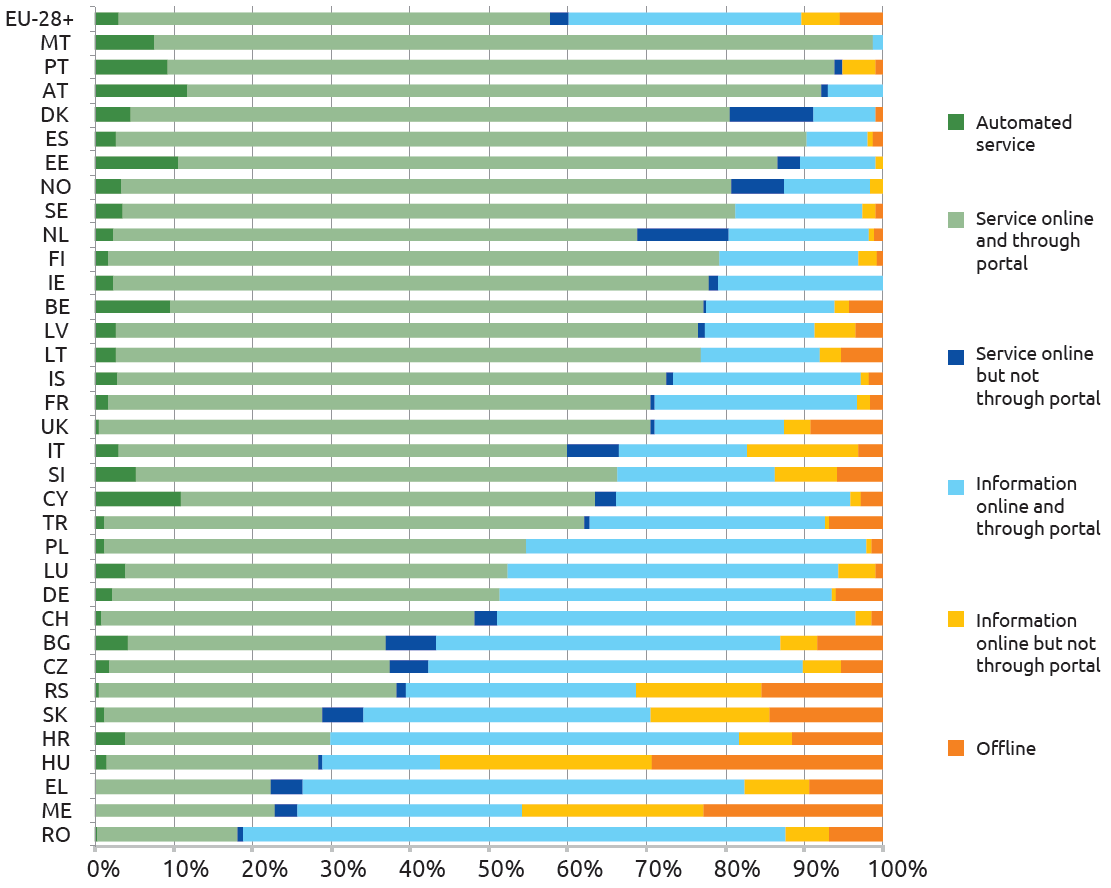 EU-28+
MT
PT
AT
DK
ES
EE
NO
SE
NL
FI
IE
BE
LV
LT
IS
FR
UK
IT
SI
CY
TR
PL
LU
DE
CH
BG
CZ
RS
SK
HR
HU
EL
ME
RO
0% 10% 20% 30% 40% 50% 60% 70% 80% 90% 100%
Automated
service
Service online
and through
portal
Service online
but not
through portal
Information
online and
through portal
Information
online but not
through portal
Offline